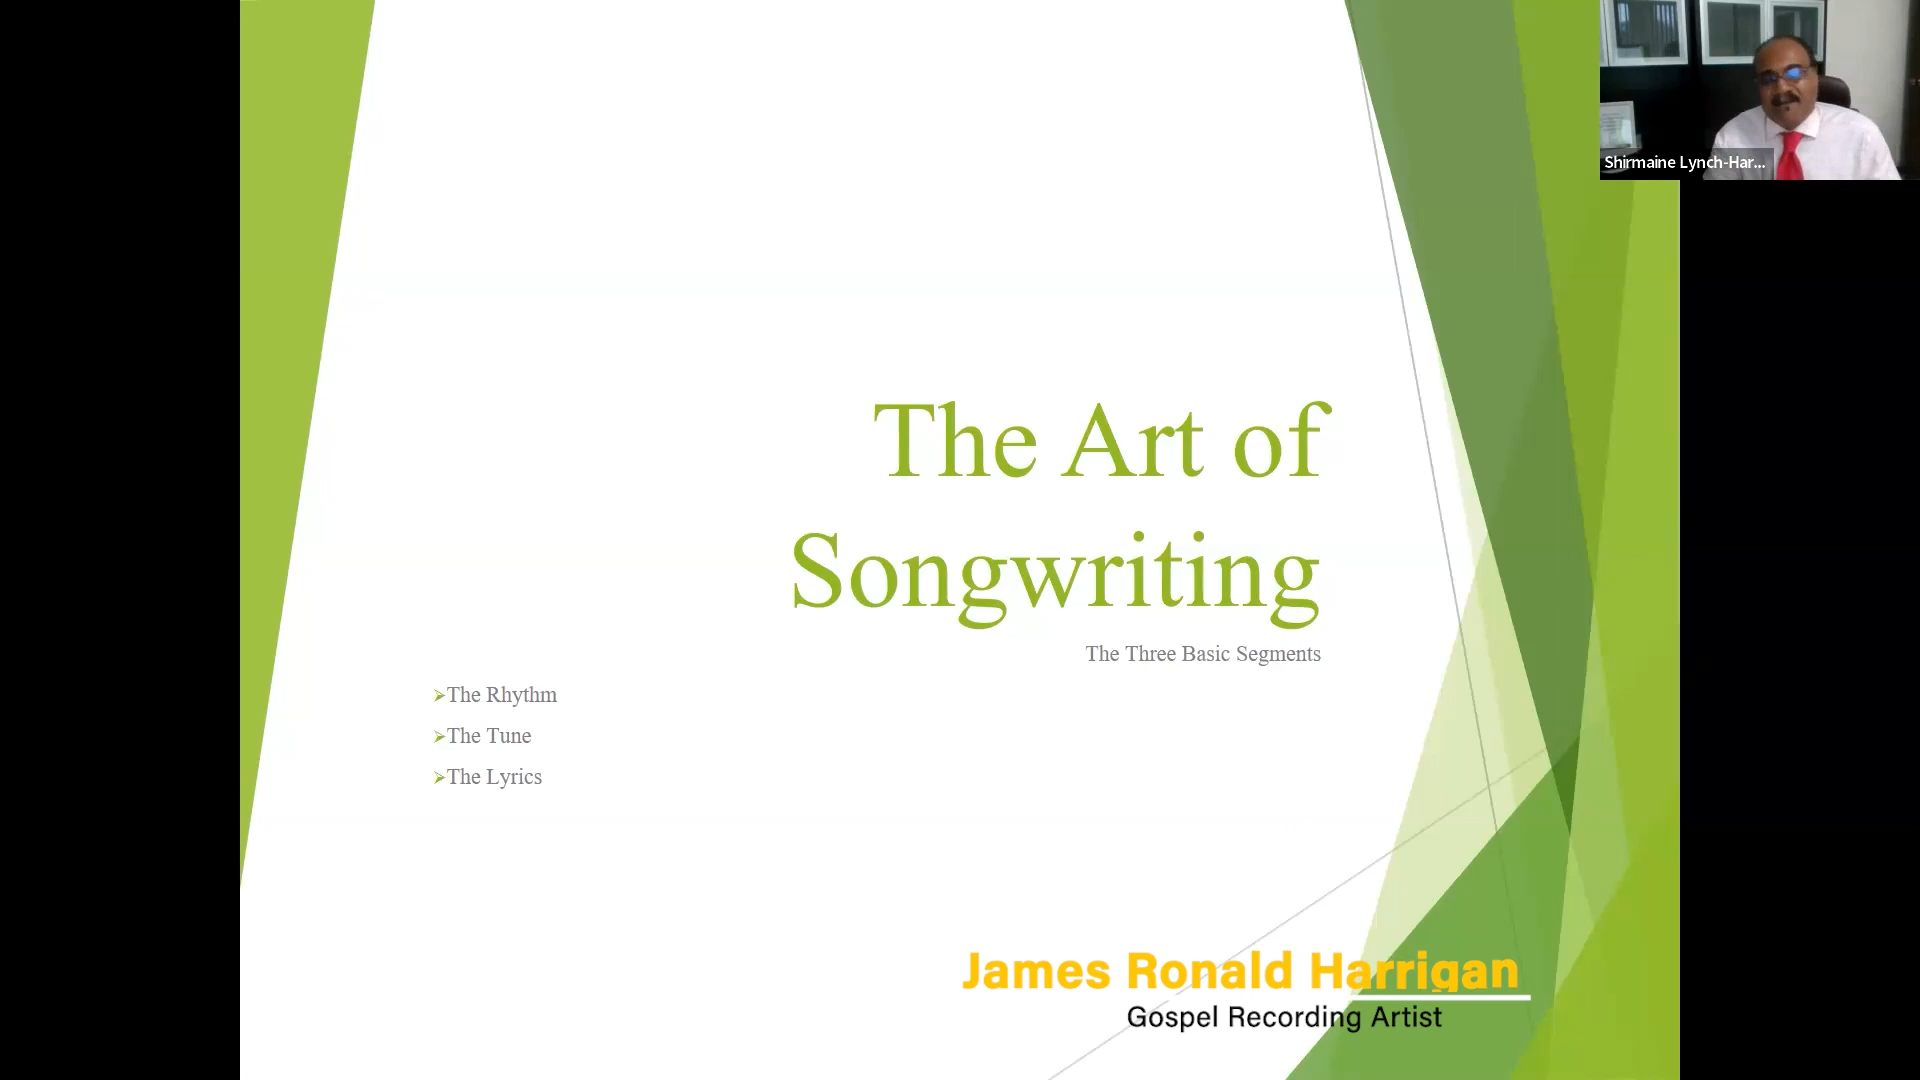 The Art of
Songwriting
The Three Basic Segments
➢The Rhythm
➢The Tune
➢The Lyrics
James Ronald Harrigan
Gospel Recording Artist
Shirmaine Lynch-Har...